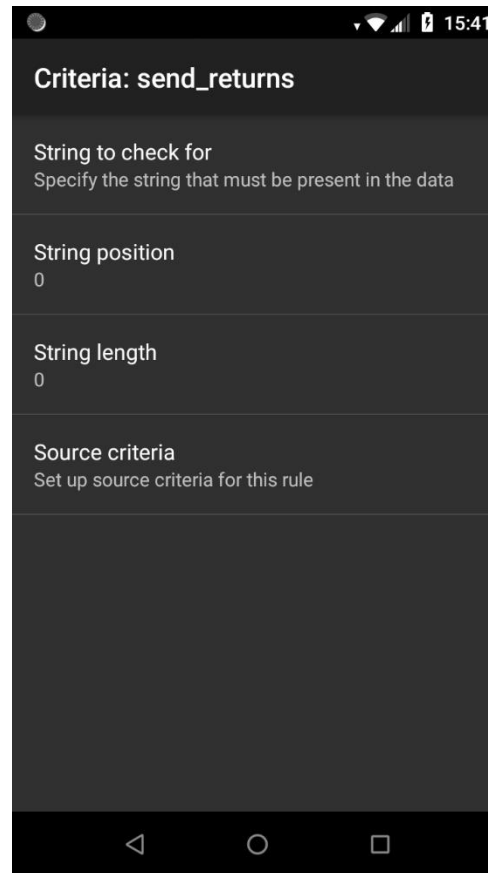 15:41
Criteria: send_returns
String to check for
Specify the string that must be present in the data
String position
0
String length
0
Source criteria
Set up source criteria for this rule